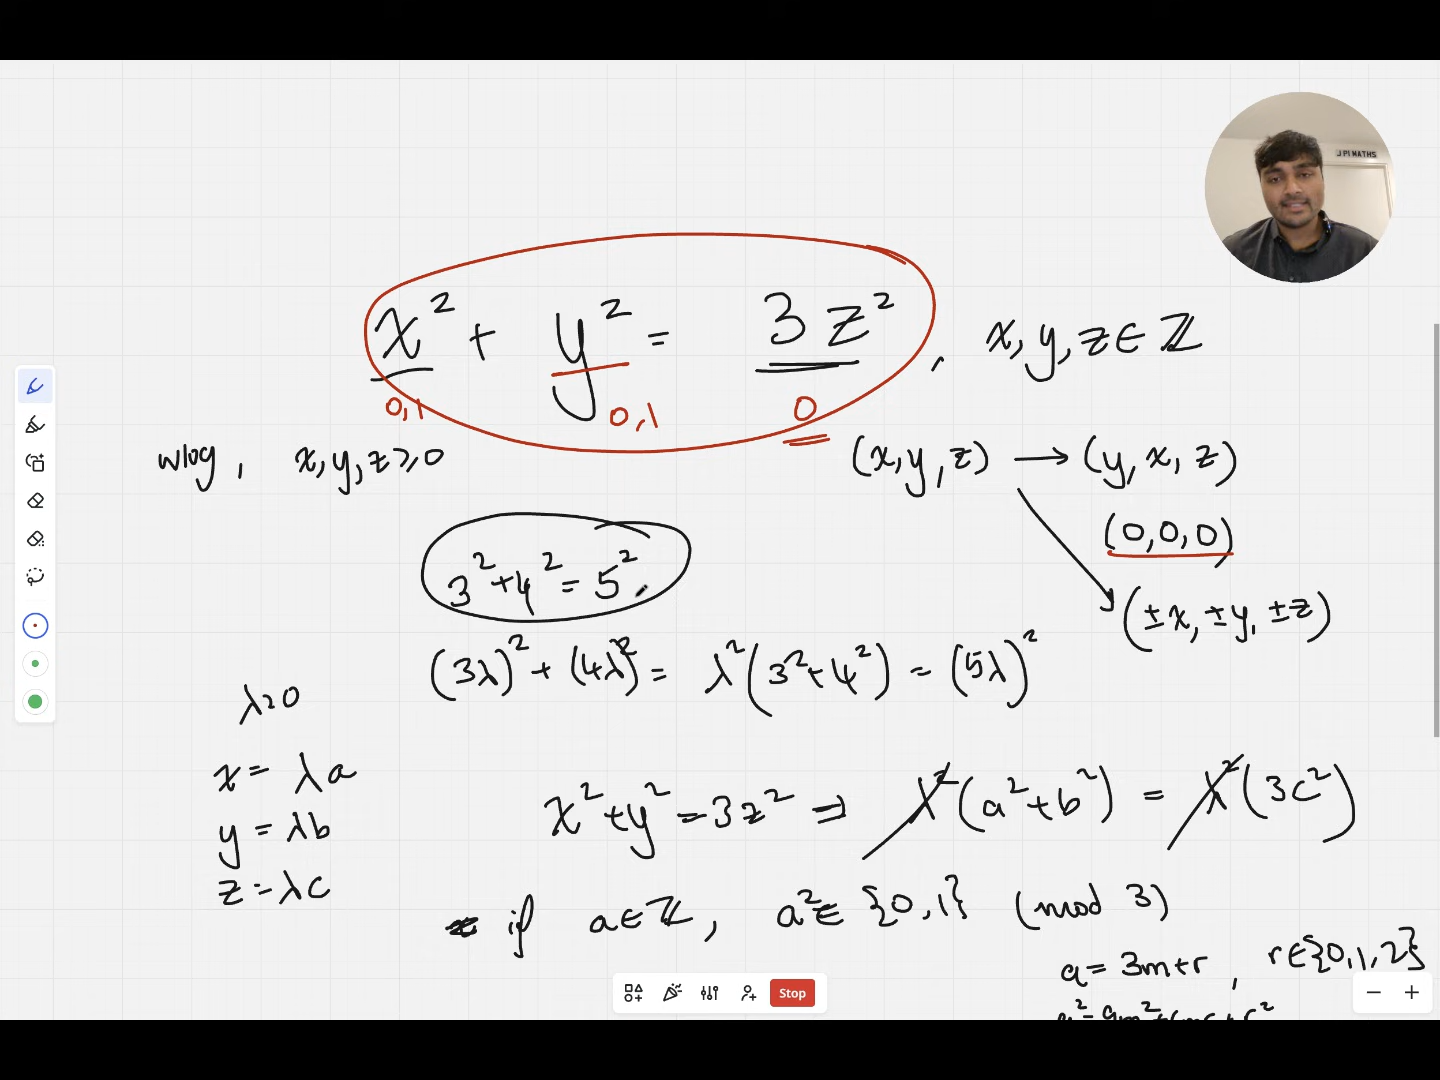 J PI MATHS
x² + y² = 3z² , x, y, z ∈ ℤ
0,1 0,1 0
wlog, x, y, z ⩾ 0
(x, y, z) → (y, x, z)
(0, 0, 0)
3² + 4² = 5²
(±x, ±y, ±z)
(3λ)² + (4λ)² = λ²(3² + 4²) = (5λ)²
x = λa
y = λb
z = λc
x² + y² = 3z² ⇒ λ²(a² + b²) = λ²(3c²)
if a ∈ ℤ, a² ∈ {0, 1} (mod 3)
a = 3m + r , r ∈ {0, 1, 2}
Stop